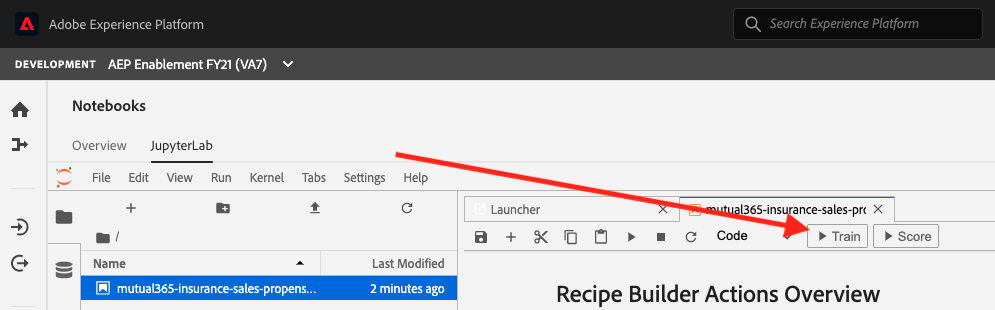 Adobe Experience Platform
Search Experience Platform
DEVELOPMENT AEP Enablement FY21 (VA7)
Notebooks
Overview JupyterLab
File Edit View Run Kernel Tabs Settings Help
Launcher mutual365-insurance-sales-pro
Code Train Score
/
Name Last Modified
mutual365-insurance-sales-propens... 2 minutes ago
Recipe Builder Actions Overview